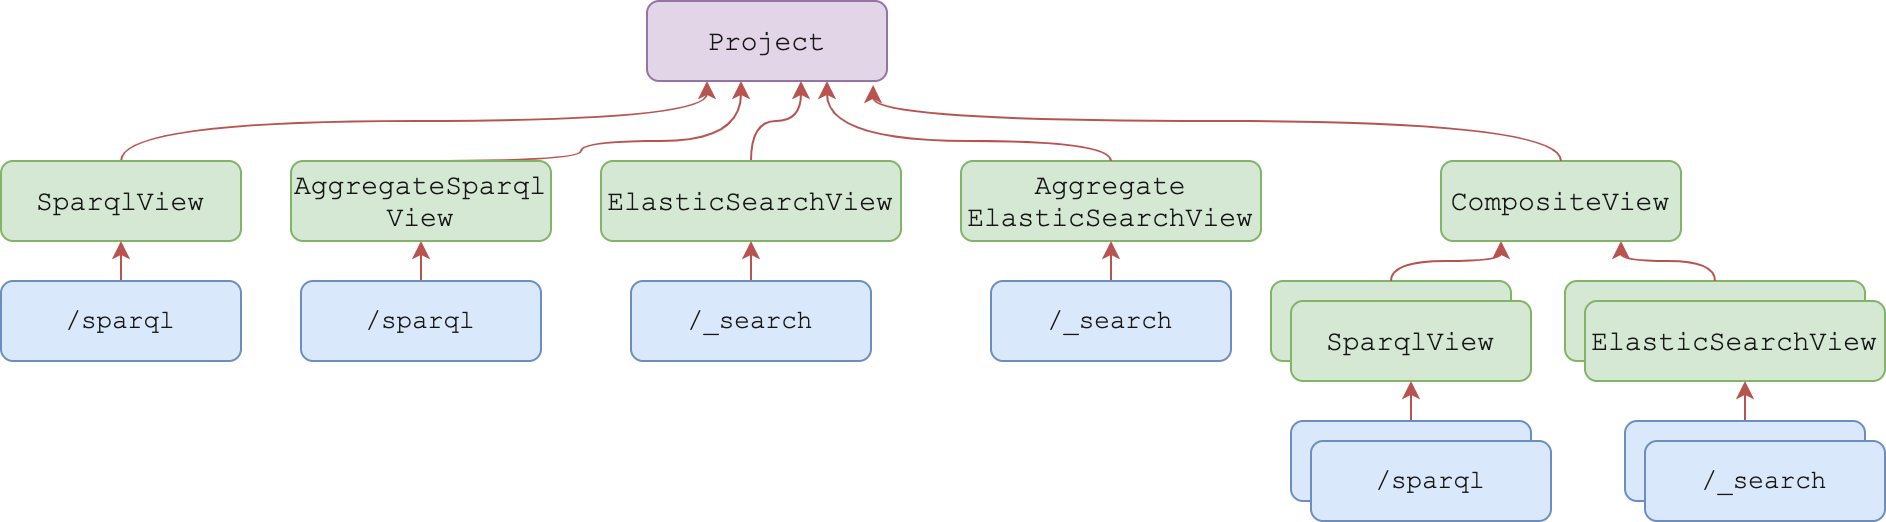 Project
SparqlView
AggregateSparql
View
ElasticSearchView
Aggregate
ElasticSearchView
CompositeView
/sparql
/sparql
/_search
/_search
SparqlView
ElasticSearchView
/sparql
/_search